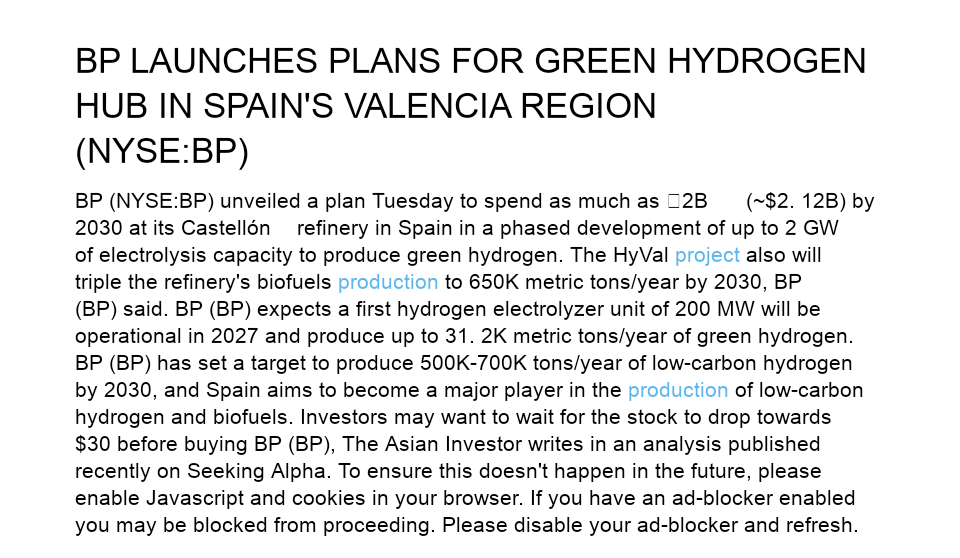 BP LAUNCHES PLANS FOR GREEN HYDROGEN
HUB IN SPAIN'S VALENCIA REGION
(NYSE:BP)
BP (NYSE:BP) unveiled a plan Tuesday to spend as much as □2B (~$2. 12B) by
2030 at its Castellón refinery in Spain in a phased development of up to 2 GW
of electrolysis capacity to produce green hydrogen. The HyVal project also will
triple the refinery's biofuels production to 650K metric tons/year by 2030, BP
(BP) said. BP (BP) expects a first hydrogen electrolyzer unit of 200 MW will be
operational in 2027 and produce up to 31. 2K metric tons/year of green hydrogen.
BP (BP) has set a target to produce 500K-700K tons/year of low-carbon hydrogen
by 2030, and Spain aims to become a major player in the production of low-carbon
hydrogen and biofuels. Investors may want to wait for the stock to drop towards
$30 before buying BP (BP), The Asian Investor writes in an analysis published
recently on Seeking Alpha. To ensure this doesn't happen in the future, please
enable Javascript and cookies in your browser. If you have an ad-blocker enabled
you may be blocked from proceeding. Please disable your ad-blocker and refresh.